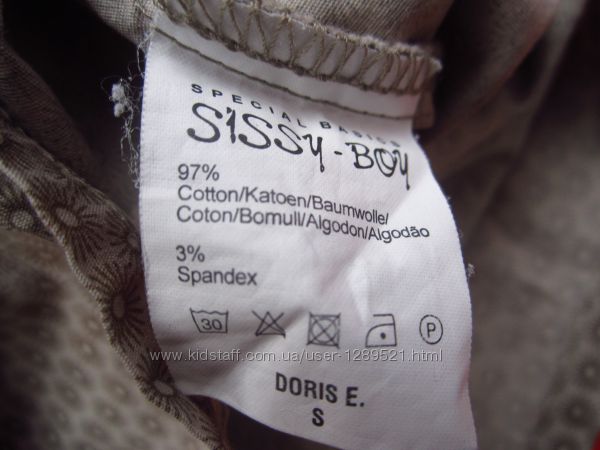 SPECIAL BASICS
SISSY-BOY
97%
Cotton/Katoen/Baumwolle/
Coton/Bomull/Algodon/Algodão
3%
Spandex
30
P
www.kidstaff.com.ua/user-1289521.html
DORIS E.
S